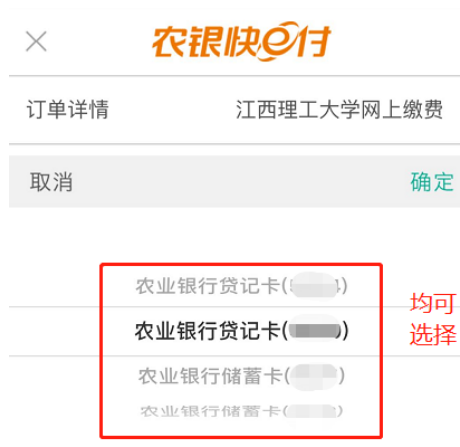 农银快e付
订单详情 江西理工大学网上缴费
取消 确定
农业银行贷记卡( )
农业银行贷记卡( )
均可
选择
农业银行储蓄卡( )
农业银行储蓄卡( )